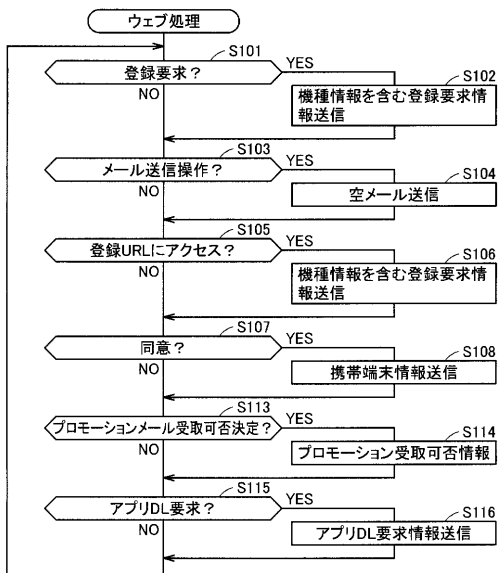 ウェブ処理
S101
登録要求？
YES
NO
S102
機種情報を含む登録要求情
報送信
S103
メール送信操作？
YES
NO
S104
空メール送信
S105
登録URLにアクセス？
YES
NO
S106
機種情報を含む登録要求情
報送信
S107
同意？
YES
NO
S108
携帯端末情報送信
S113
プロモーションメール受取可否決定？
YES
NO
S114
プロモーション受取可否情報
S115
アプリDL要求？
YES
NO
S116
アプリDL要求情報送信